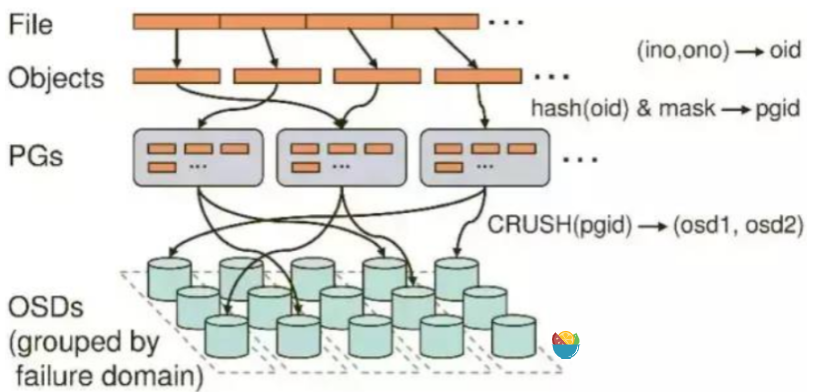 File
(ino,ono) → oid
Objects
hash(oid) & mask → pgid
PGs
CRUSH(pgid) → (osd1, osd2)
OSDs
(grouped by
failure domain)